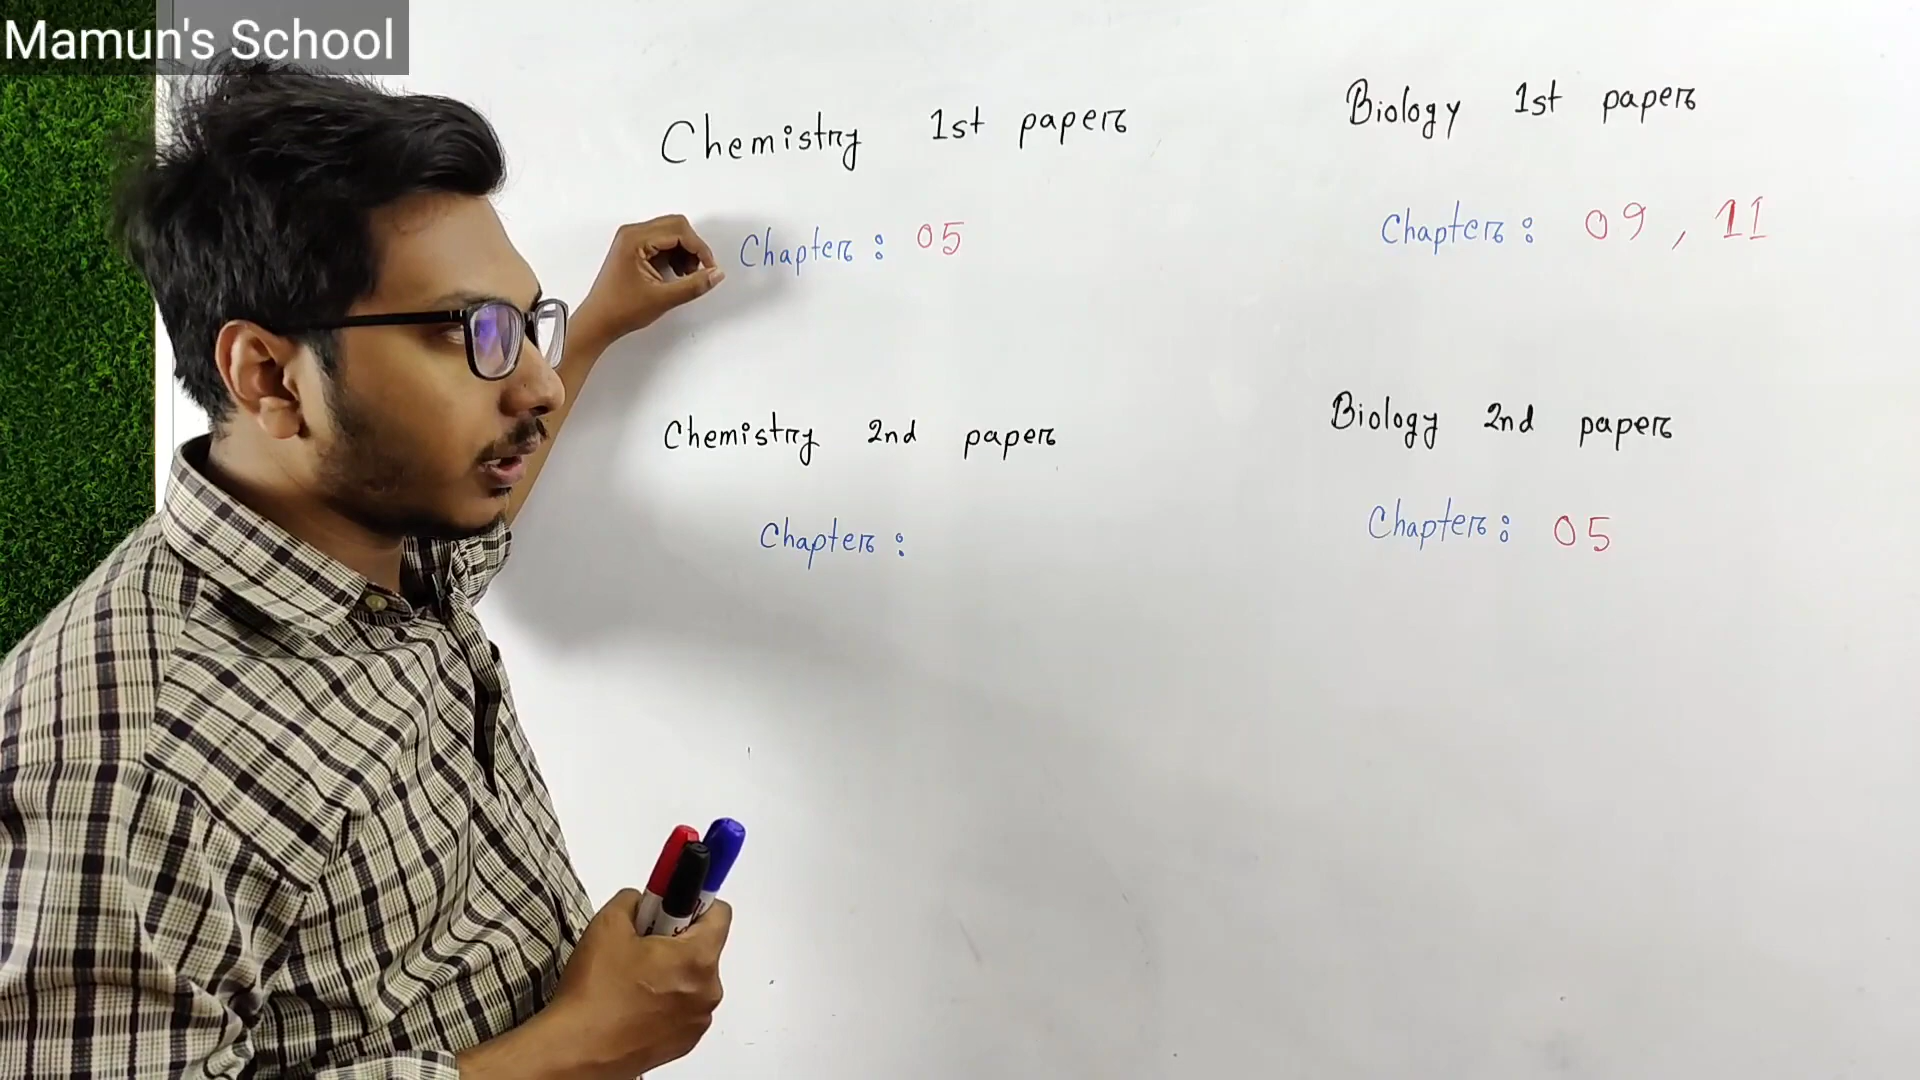 Mamun's School
Chemistry 1st paper
Chapter : 05
Chemistry 2nd paper
Chapter :
Biology 1st paper
Chapter : 09, 11
Biology 2nd paper
Chapter : 05